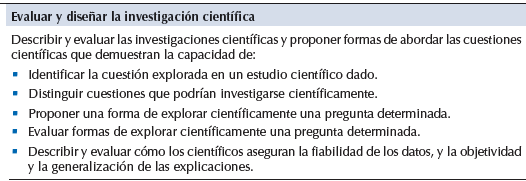 Evaluar y diseñar la investigación científica
Describir y evaluar las investigaciones científicas y proponer formas de abordar las cuestiones
científicas que demuestran la capacidad de:
▪ Identificar la cuestión explorada en un estudio científico dado.
▪ Distinguir cuestiones que podrían investigarse científicamente.
▪ Proponer una forma de explorar científicamente una pregunta determinada.
▪ Evaluar formas de explorar científicamente una pregunta determinada.
▪ Describir y evaluar cómo los científicos aseguran la fiabilidad de los datos, y la objetividad
y la generalización de las explicaciones.